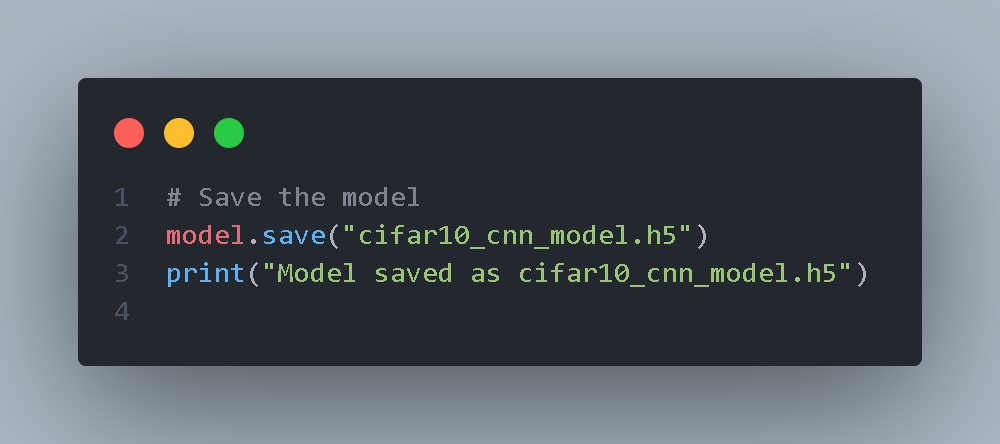 1 # Save the model
2 model.save("cifar10_cnn_model.h5")
3 print("Model saved as cifar10_cnn_model.h5")
4